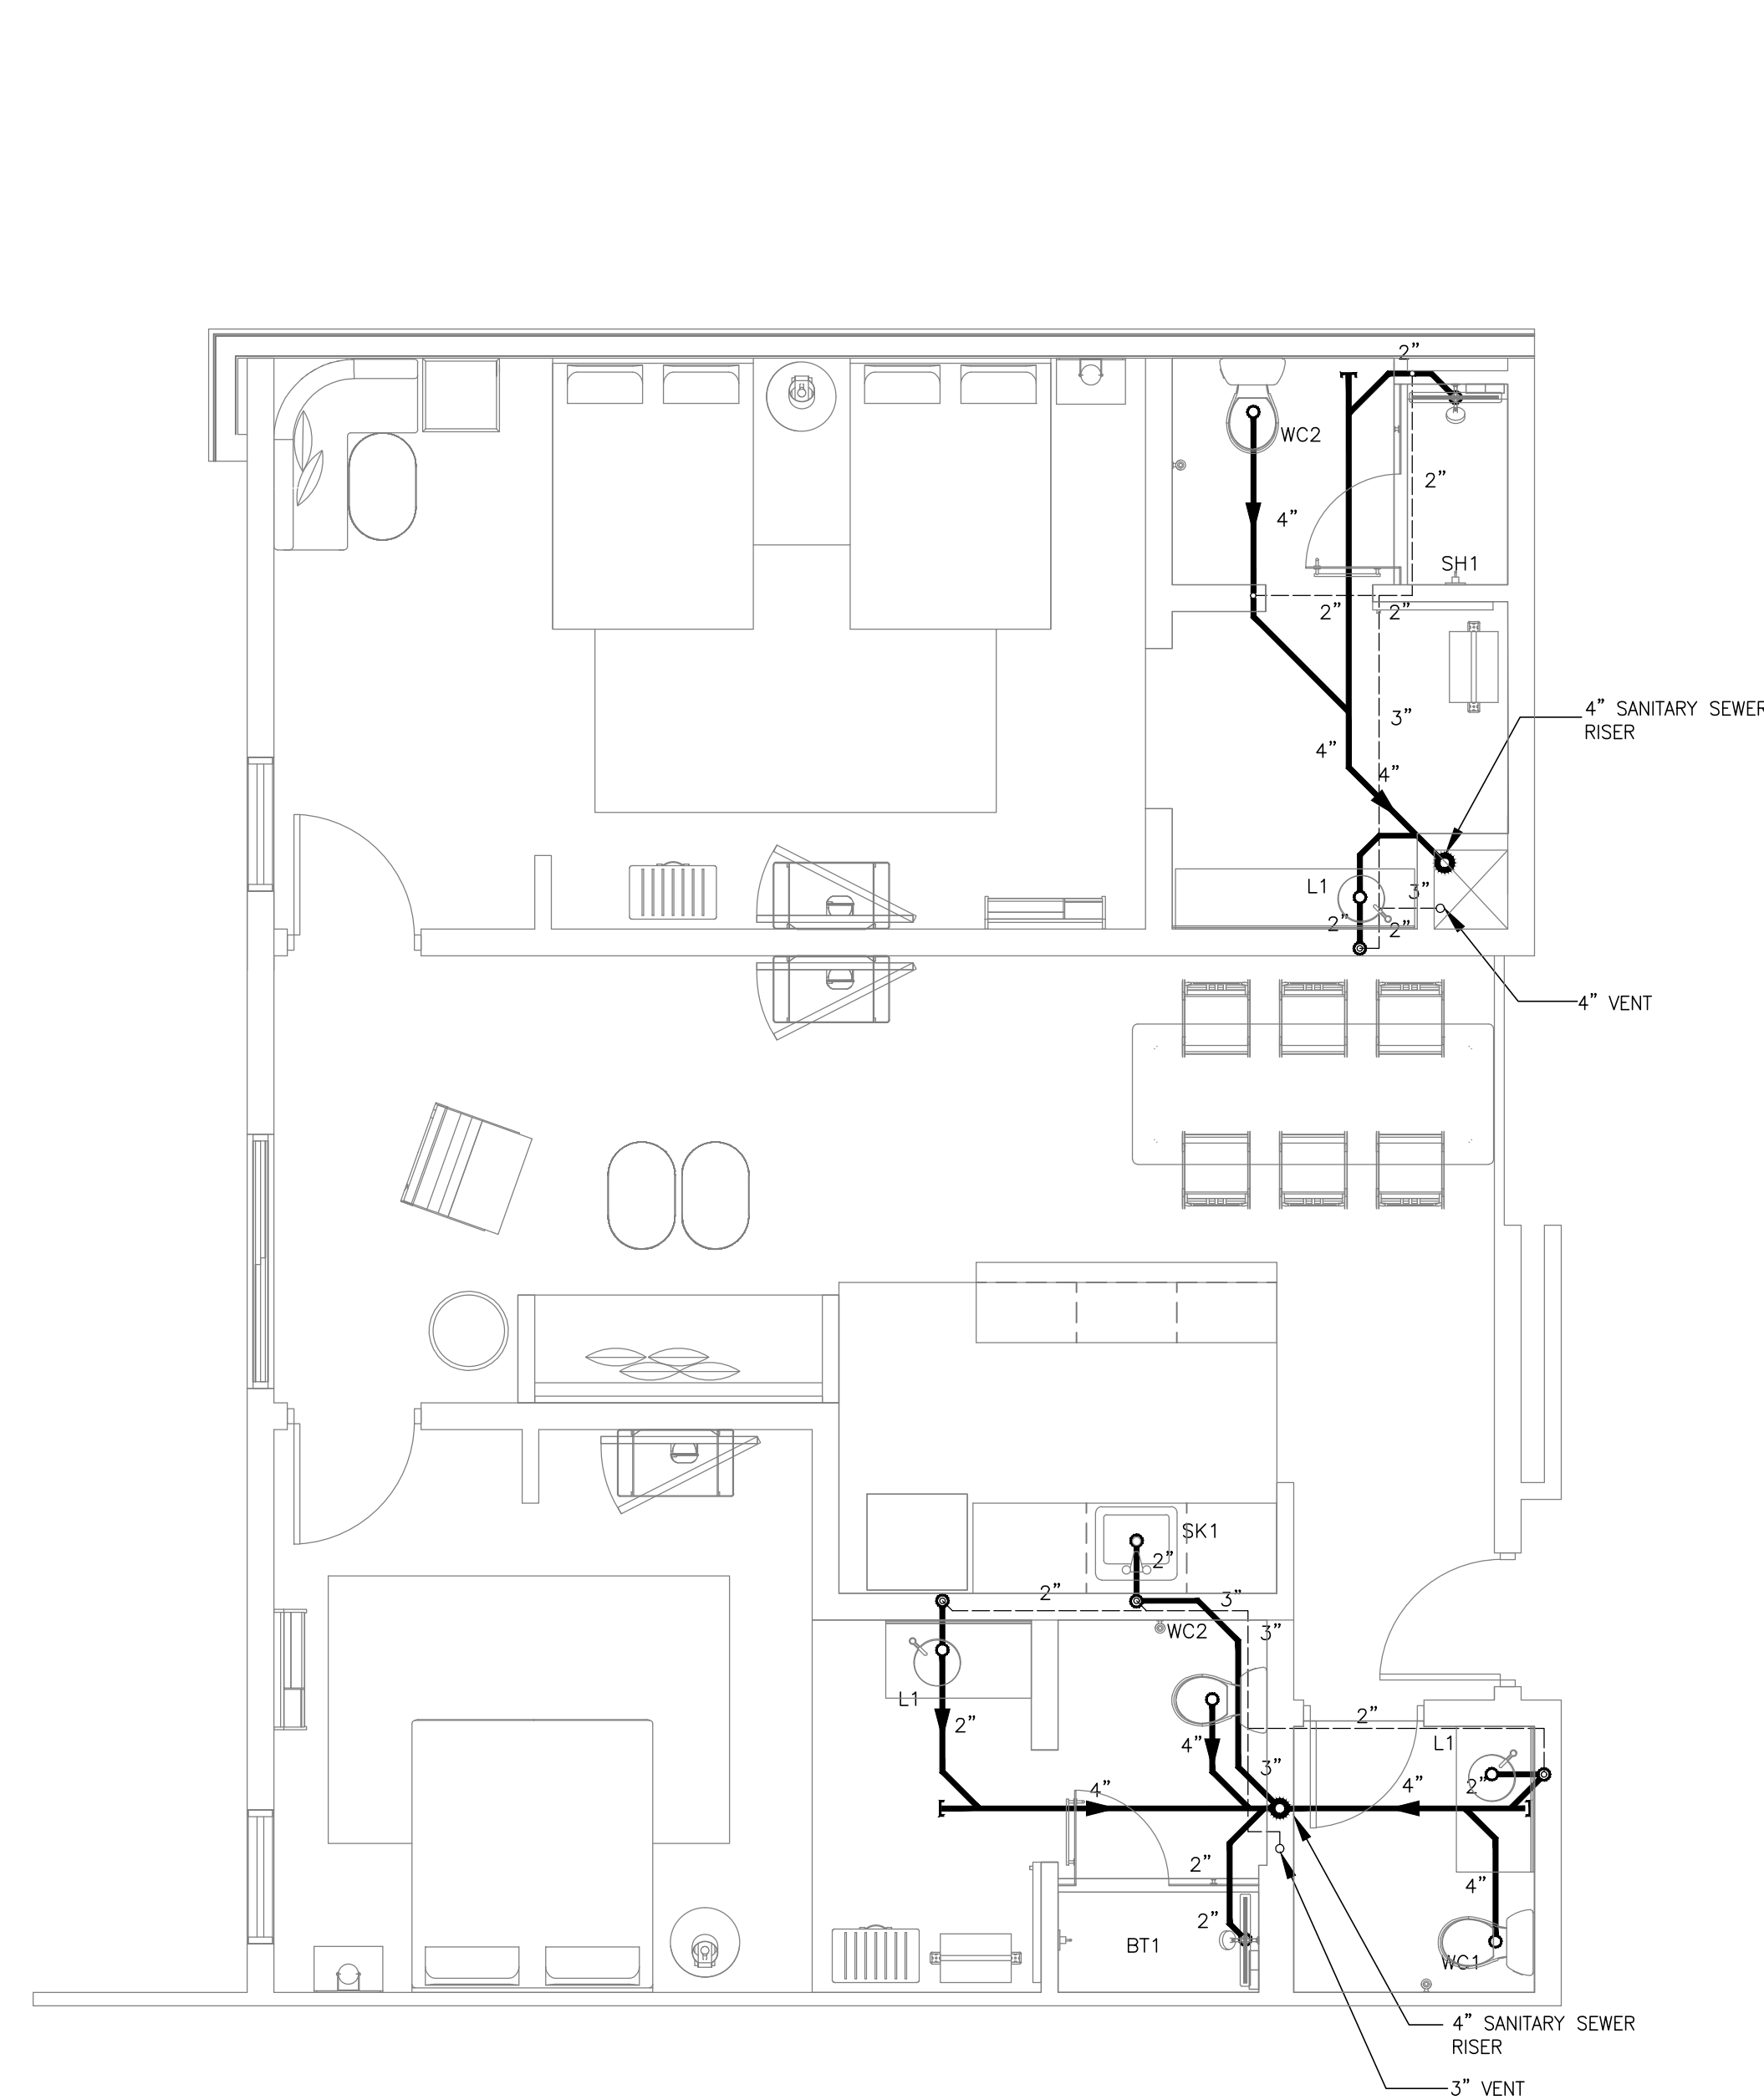 2"
WC2
2"
4"
SH1
2"
2"
4" SANITARY SEWER
RISER
3"
4"
4"
L1
3"
2"
2"
4" VENT
SK1
2"
2"
3"
WC2
3"
L1
2"
2"
4"
L1
3"
4"
4"
2"
2"
4"
2"
BT1
WC1
4" SANITARY SEWER
RISER
3" VENT